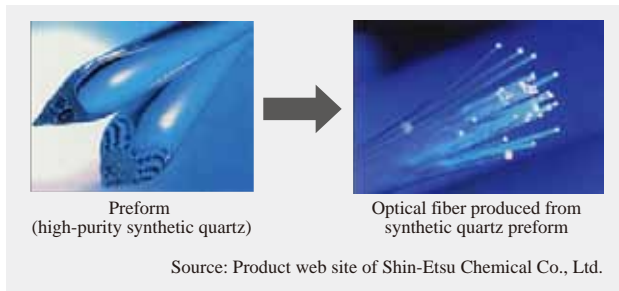 Preform
(high-purity synthetic quartz)
Optical fiber produced from
synthetic quartz preform
Source: Product web site of Shin-Etsu Chemical Co., Ltd.